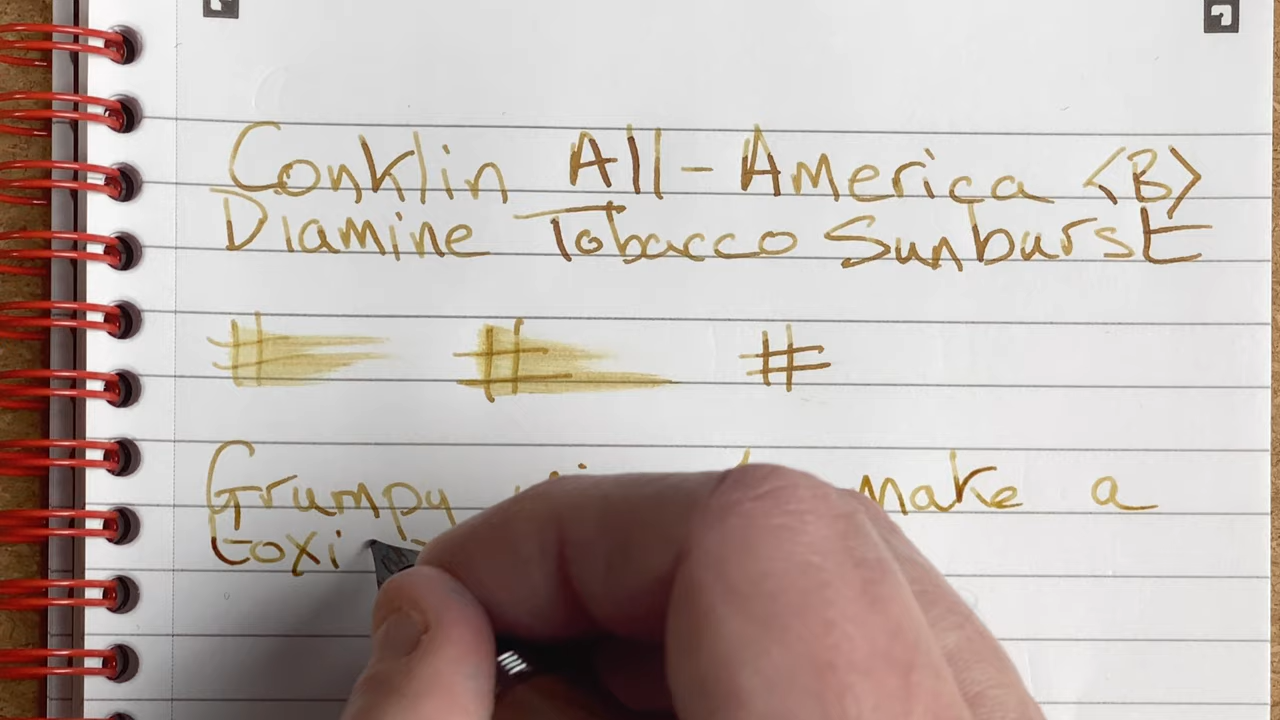 Conklin All-America <B>
Diamine Tobacco Sunburst
# # #
Grumpy make a
toxi